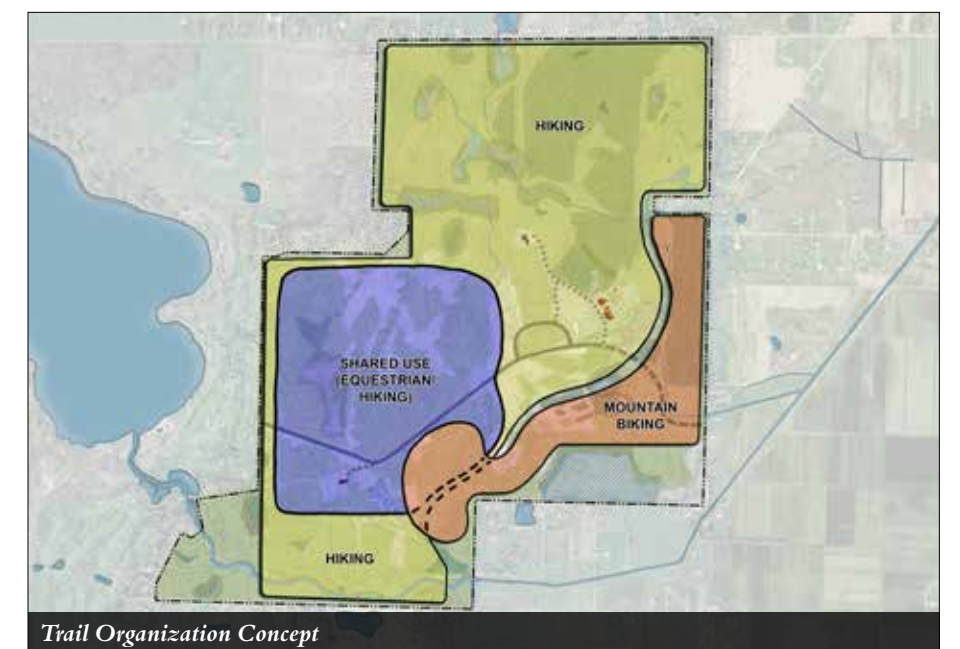 HIKING
SHARED USE
(EQUESTRIAN/
HIKING)
MOUNTAIN
BIKING
HIKING
Trail Organization Concept